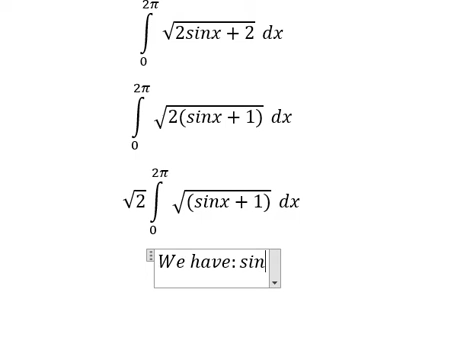 ∫₀^{2π} √(2sinx + 2) dx
∫₀^{2π} √(2(sinx + 1)) dx
√2 ∫₀^{2π} √((sinx + 1)) dx
We have: sin